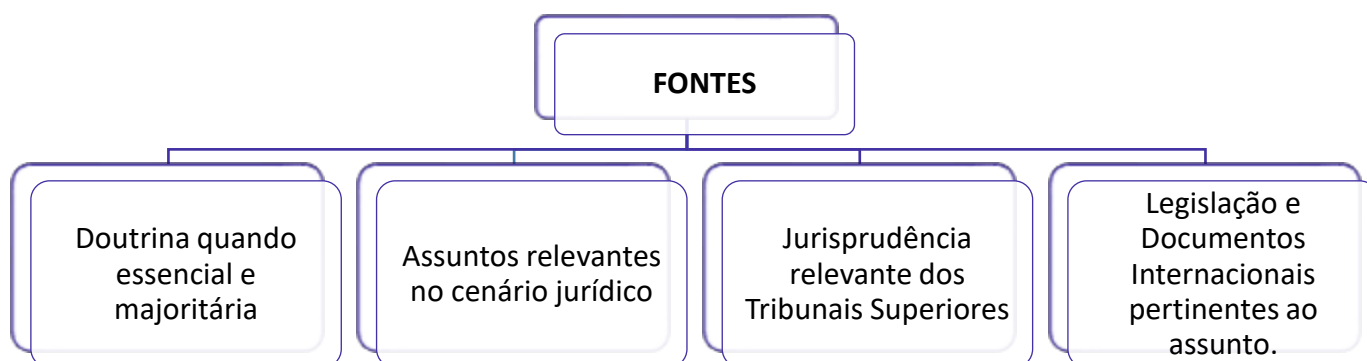 FONTES
Doutrina quando
essencial e
majoritária
Assuntos relevantes
no cenário jurídico
Jurisprudência
relevante dos
Tribunais Superiores
Legislação e
Documentos
Internacionais
pertinentes ao
assunto.